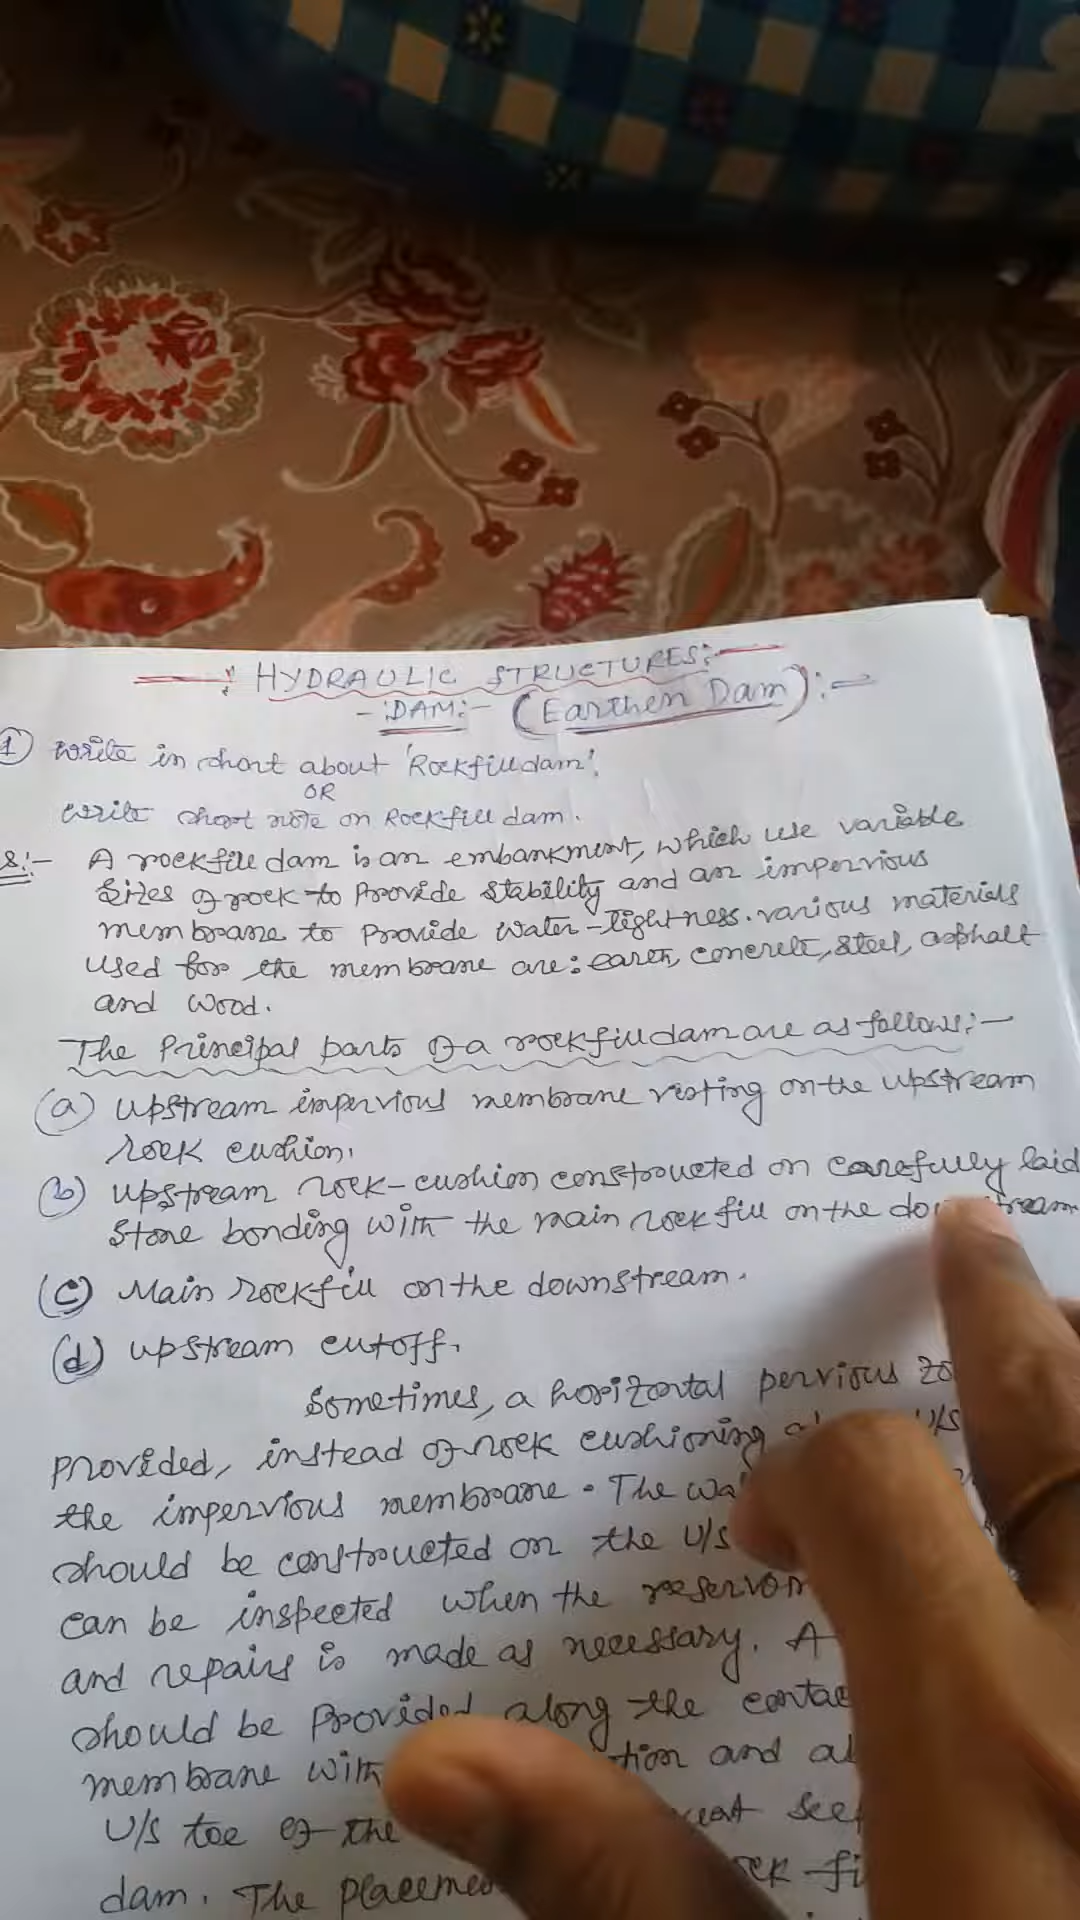 HYDRAULIC STRUCTURES:-
-:DAM:- (Earthen Dam):-
1) Write in short about 'Rockfill dam'.
OR
Write short note on Rockfill dam.
s:- A rockfill dam is an embankment, which use variable
Sizes of rock to provide stability and an impervious
membrane to provide water-tightness. various materials
used for the membrane are: earth, concrete, steel, asphalt
and wood.
The Principal parts of a rockfill dam are as follows:-
(a) upstream impervious membrane resting on the upstream
rock cushion.
(b) upstream rock-cushion constructed on carefully laid
stone bonding with the main rock fill on the
(c) Main rockfill on the downstream.
(d) upstream cutoff.
Sometimes, a horizontal pervious
provided, instead of rock cushioning U/S
the impervious membrane. The
should be constructed on the U/S
can be inspected when the
and repairs is made as necessary. A
should be provided along the
membrane with and
U/S toe of the
dam. The